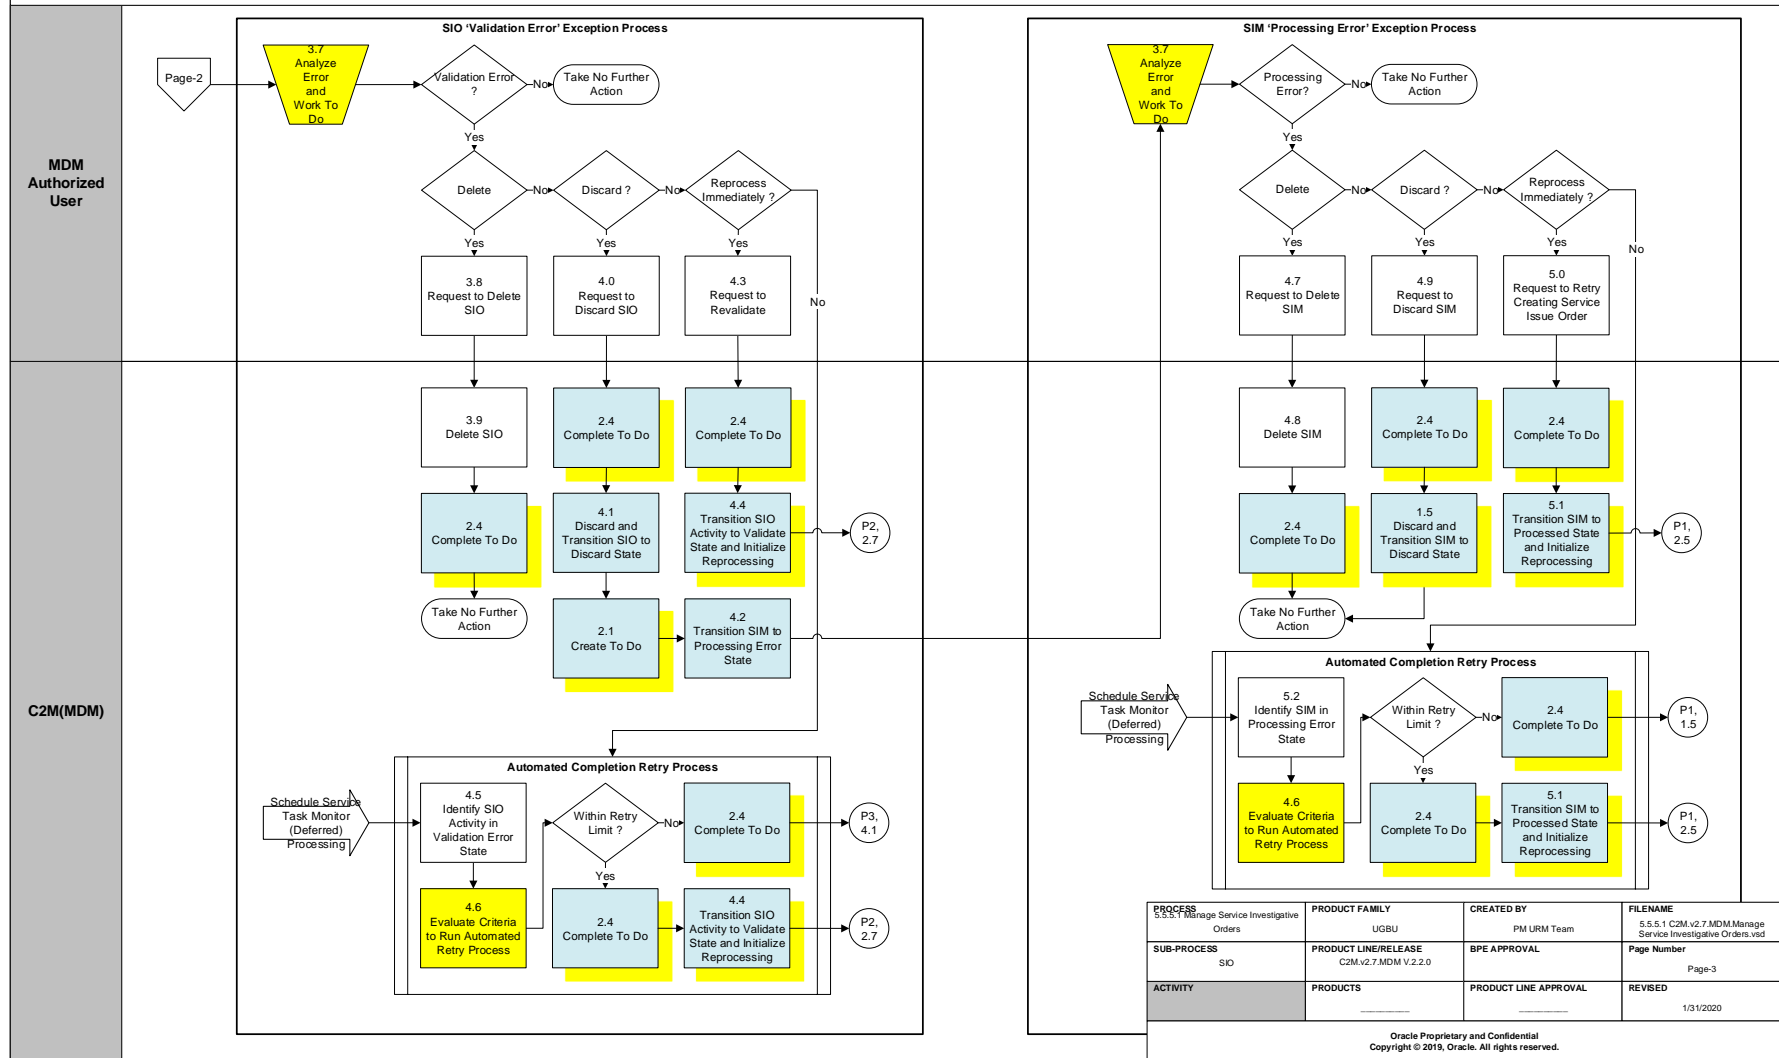 SIO ‘Validation Error’ Exception Process
SIM ‘Processing Error’ Exception Process
MDM
Authorized
User
C2M(MDM)
Page-2
3.7
Analyze
Error
and
Work To
Do
Validation Error
?
No
Take No Further
Action
Yes
Delete
No
Discard ?
No
Reprocess
Immediately ?
Yes
Yes
Yes
No
3.8
Request to Delete
SIO
4.0
Request to
Discard SIO
4.3
Request to
Revalidate
3.9
Delete SIO
2.4
Complete To Do
2.4
Complete To Do
2.4
Complete To Do
4.1
Discard and
Transition SIO to
Discard State
4.4
Transition SIO
Activity to Validate
State and Initialize
Reprocessing
P2,
2.7
Take No Further
Action
2.1
Create To Do
4.2
Transition SIM to
Processing Error
State
Automated Completion Retry Process
Schedule Service
Task Monitor
(Deferred)
Processing
4.5
Identify SIO
Activity in
Validation Error
State
Within Retry
Limit ?
No
2.4
Complete To Do
P3,
4.1
Yes
4.6
Evaluate Criteria
to Run Automated
Retry Process
2.4
Complete To Do
4.4
Transition SIO
Activity to Validate
State and Initialize
Reprocessing
P2,
2.7
3.7
Analyze
Error
and
Work To
Do
Processing
Error?
No
Take No Further
Action
Yes
Delete
No
Discard ?
No
Reprocess
Immediately ?
Yes
Yes
Yes
No
4.7
Request to Delete
SIM
4.9
Request to
Discard SIM
5.0
Request to Retry
Creating Service
Issue Order
4.8
Delete SIM
2.4
Complete To Do
2.4
Complete To Do
2.4
Complete To Do
1.5
Discard and
Transition SIM to
Discard State
5.1
Transition SIM to
Processed State
and Initialize
Reprocessing
P1,
2.5
Take No Further
Action
Automated Completion Retry Process
Schedule Service
Task Monitor
(Deferred)
Processing
5.2
Identify SIM in
Processing Error
State
Within Retry
Limit ?
No
2.4
Complete To Do
P1,
1.5
Yes
4.6
Evaluate Criteria
to Run Automated
Retry Process
2.4
Complete To Do
5.1
Transition SIM to
Processed State
and Initialize
Reprocessing
P1,
2.5
PROCESS
5.5.5.1 Manage Service Investigative
Orders
PRODUCT FAMILY
UGBU
CREATED BY
PM URM Team
FILENAME
5.5.5.1 C2M.v2.7.MDM.Manage
Service Investigative Orders.vsd
SUB-PROCESS
SIO
PRODUCT LINE/RELEASE
C2M.v2.7.MDM V.2.2.0
BPE APPROVAL
Page Number
Page-3
ACTIVITY
PRODUCTS
PRODUCT LINE APPROVAL
REVISED
1/31/2020
Oracle Proprietary and Confidential
Copyright © 2019, Oracle. All rights reserved.